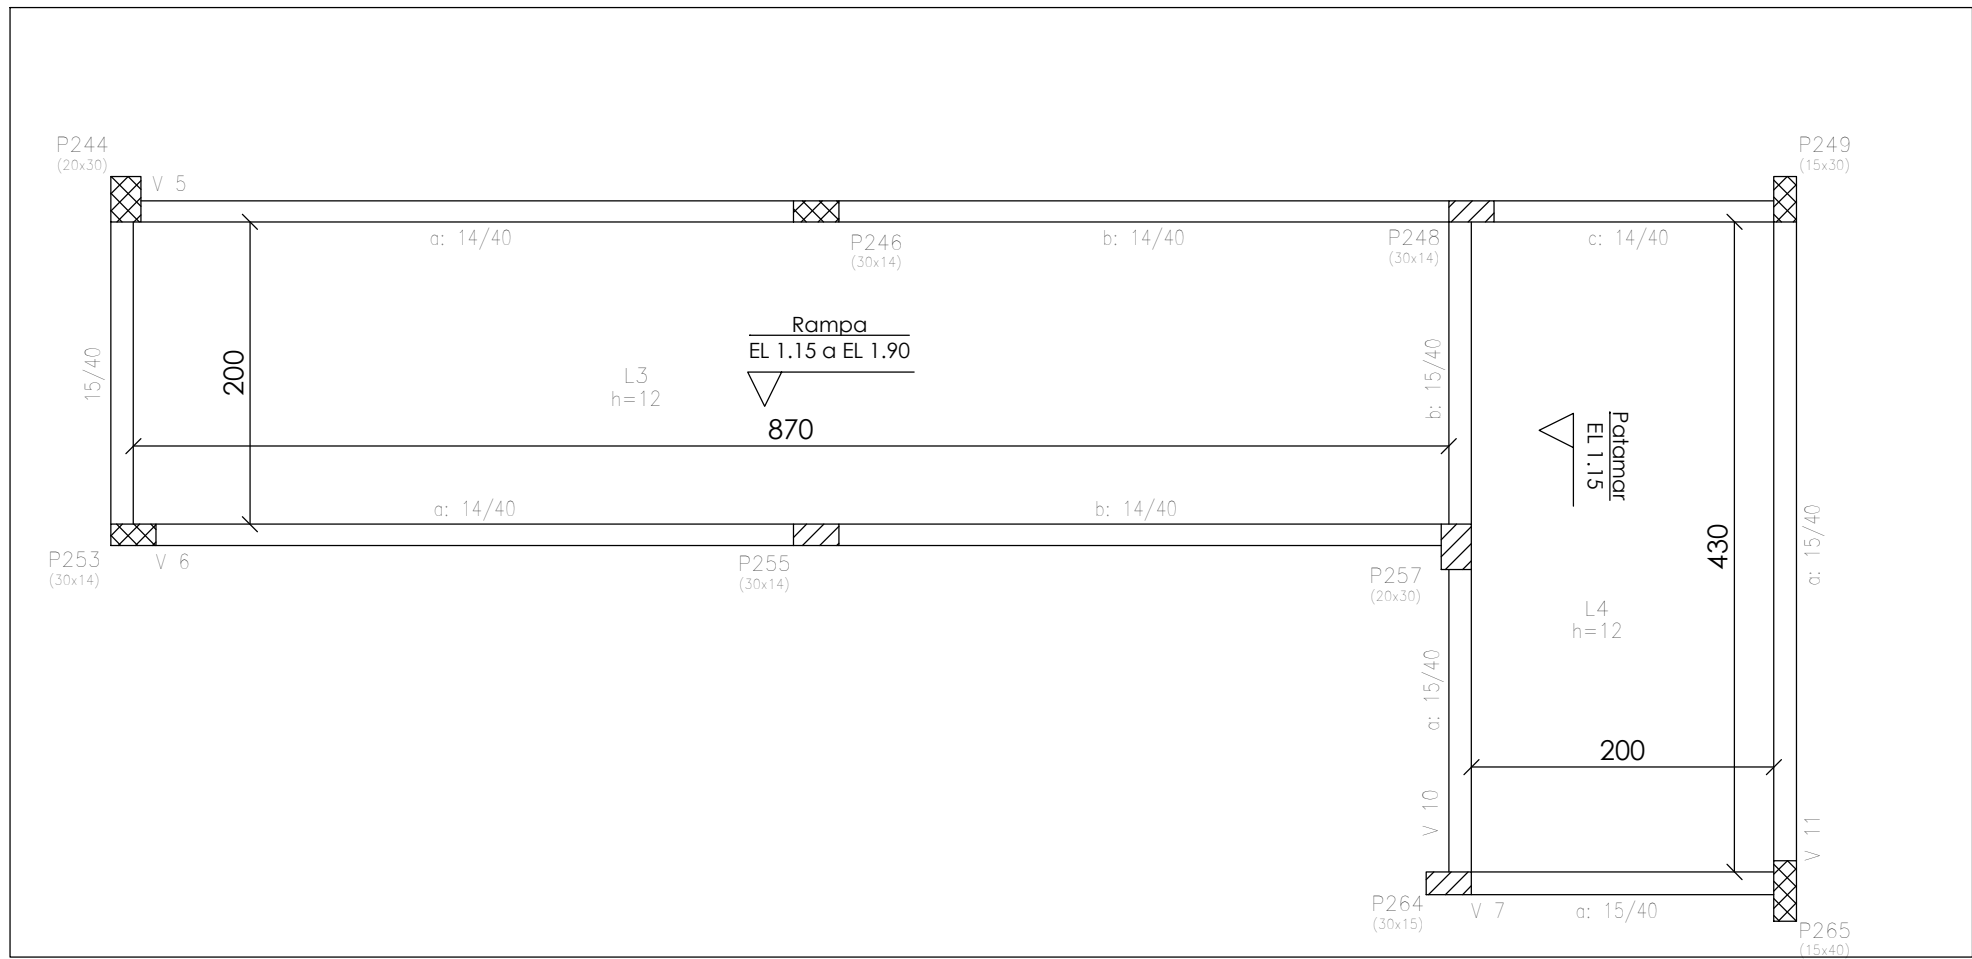 P244
(20x30)
V 5
P249
(15x30)
a: 14/40
P246
(30x14)
b: 14/40
P248
(30x14)
c: 14/40
Rampa
EL 1.15 a EL 1.90
15/40
200
L3
h=12
870
b: 15/40
Patamar
EL 1.15
a: 14/40
b: 14/40
a: 15/40
P253
(30x14)
V 6
P255
(30x14)
P257
(20x30)
430
L4
h=12
a: 15/40
200
V 10
V 11
P264
(30x15)
V 7
a: 15/40
P265
(15x40)